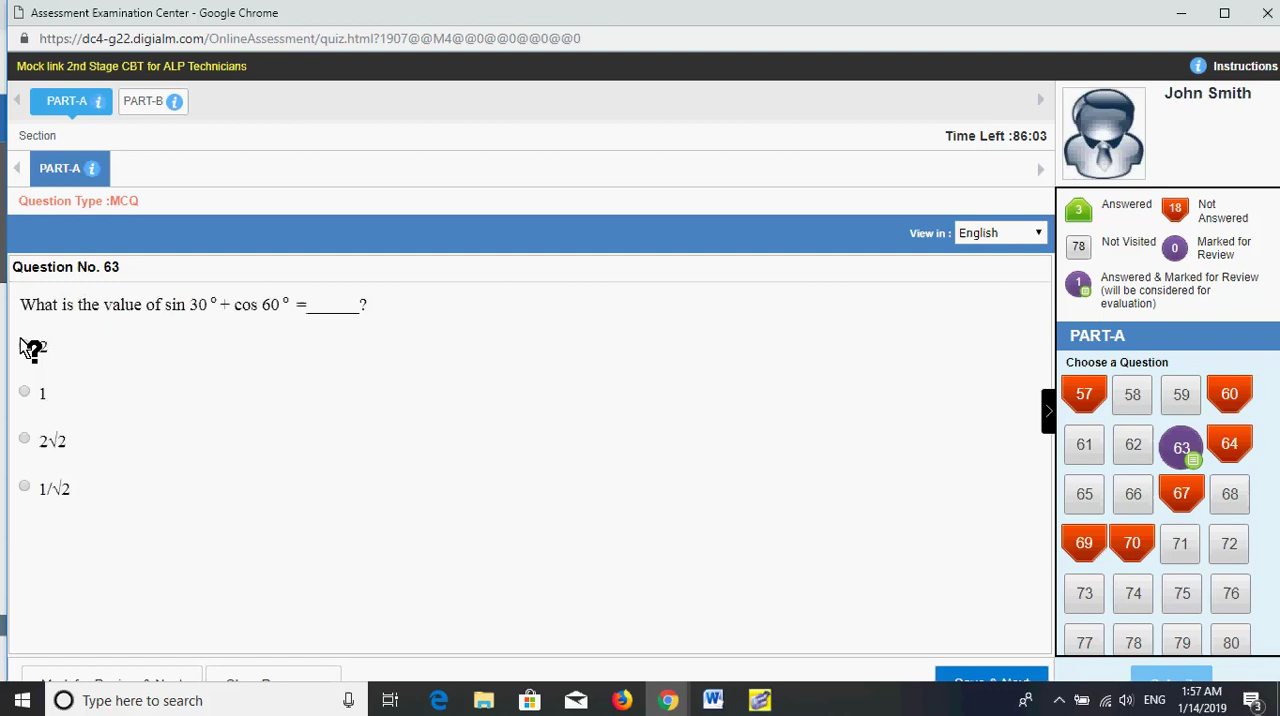 Assessment Examination Center - Google Chrome
https://dc4-g22.digialm.com/OnlineAssessment/quiz.html?1907@@M4@@0@@0@@0@@0
Mock link 2nd Stage CBT for ALP Technicians
Instructions
PART-A
PART-B
John Smith
Section
Time Left :86:03
PART-A
Question Type :MCQ
View in :
English
Question No. 63
What is the value of sin 30 º + cos 60 º =______?
2
1
2√2
1/√2
3
Answered
18
Not
Answered
78
Not Visited
0
Marked for
Review
1
Answered & Marked for Review
(will be considered for
evaluation)
PART-A
Choose a Question
57 58 59 60
61 62 63 64
65 66 67 68
69 70 71 72
73 74 75 76
77 78 79 80
Save & Next
Type here to search
ENG
1:57 AM
1/14/2019
3